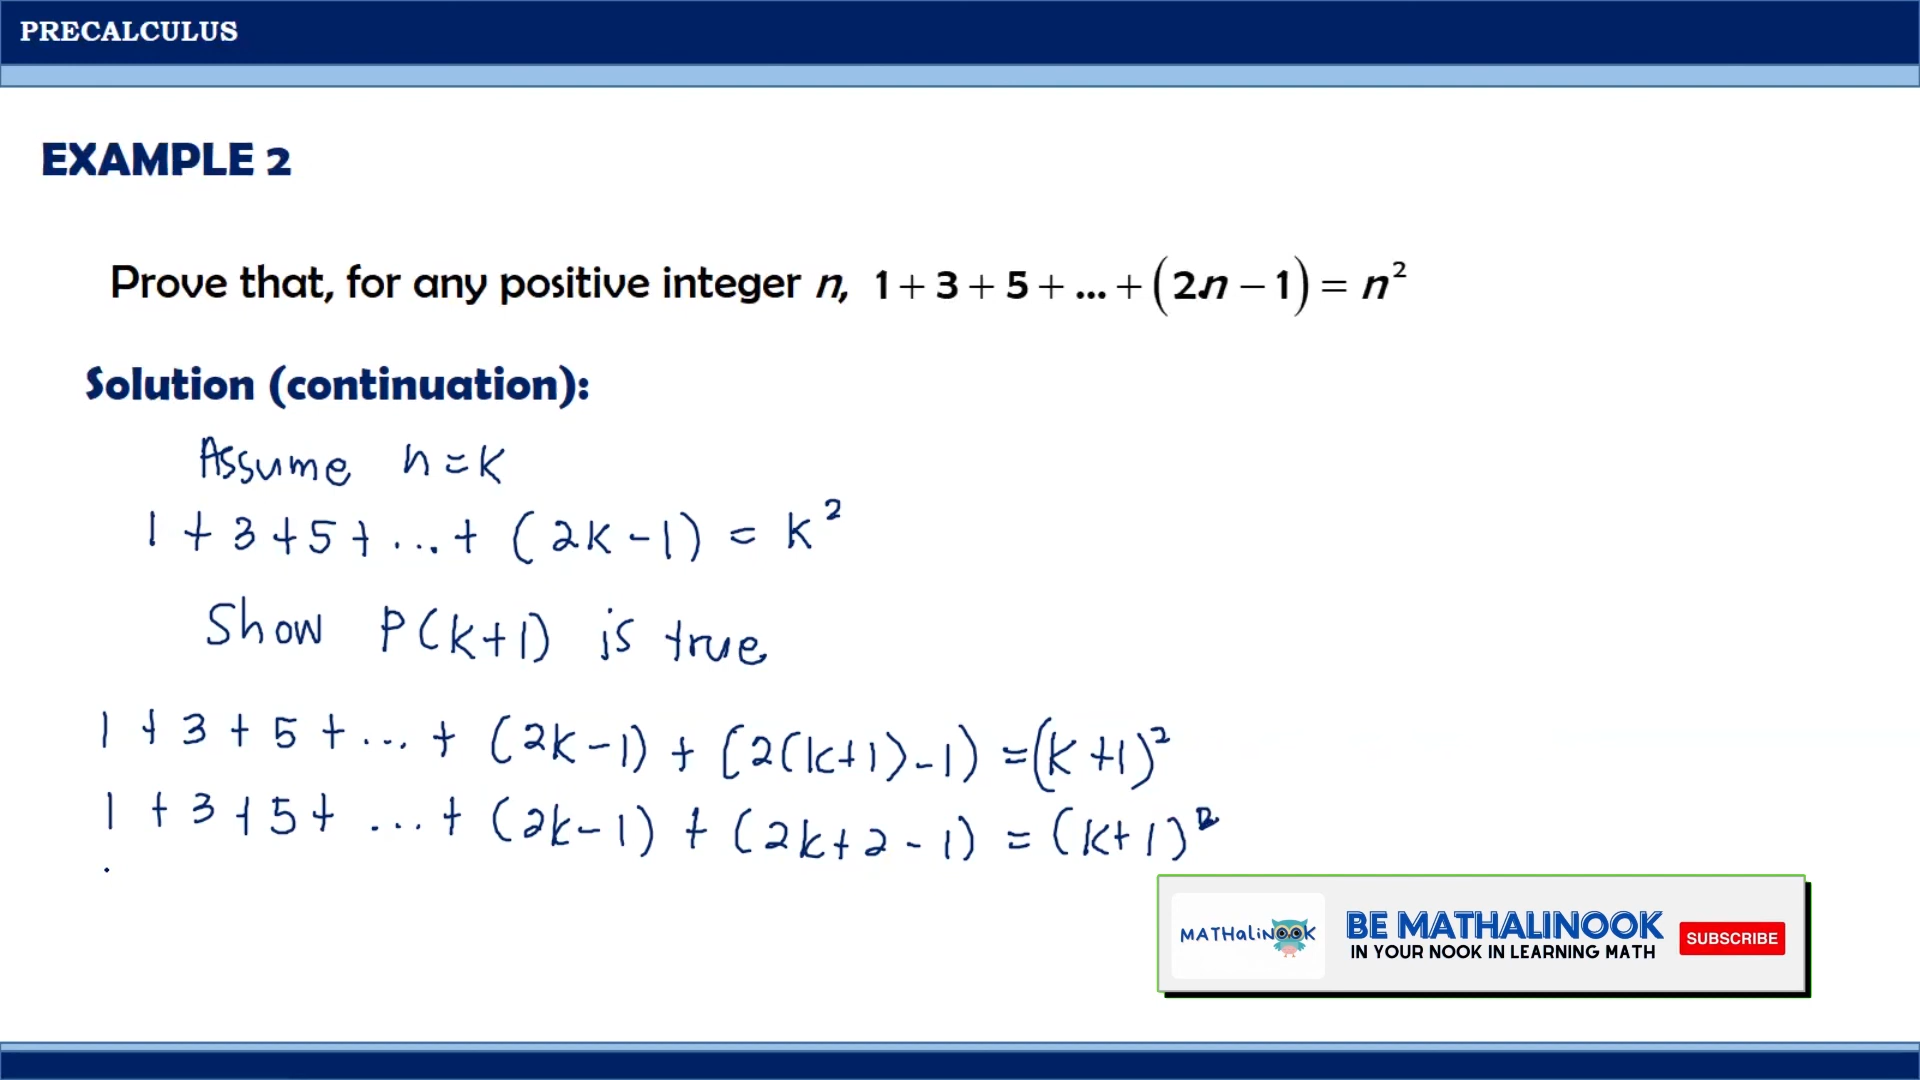 PRECALCULUS
EXAMPLE 2
Prove that, for any positive integer n, 1 + 3 + 5 + ... + (2n − 1) = n²
Solution (continuation):
Assume n = k
1 + 3 + 5 + ... + (2k - 1) = k²
Show P(k+1) is true
1 + 3 + 5 + ... + (2k - 1) + (2(k+1) - 1) = (k+1)²
1 + 3 + 5 + ... + (2k - 1) + (2k + 2 - 1) = (k+1)²
MATHaliNOOK
BE MATHALINOOK
IN YOUR NOOK IN LEARNING MATH
SUBSCRIBE